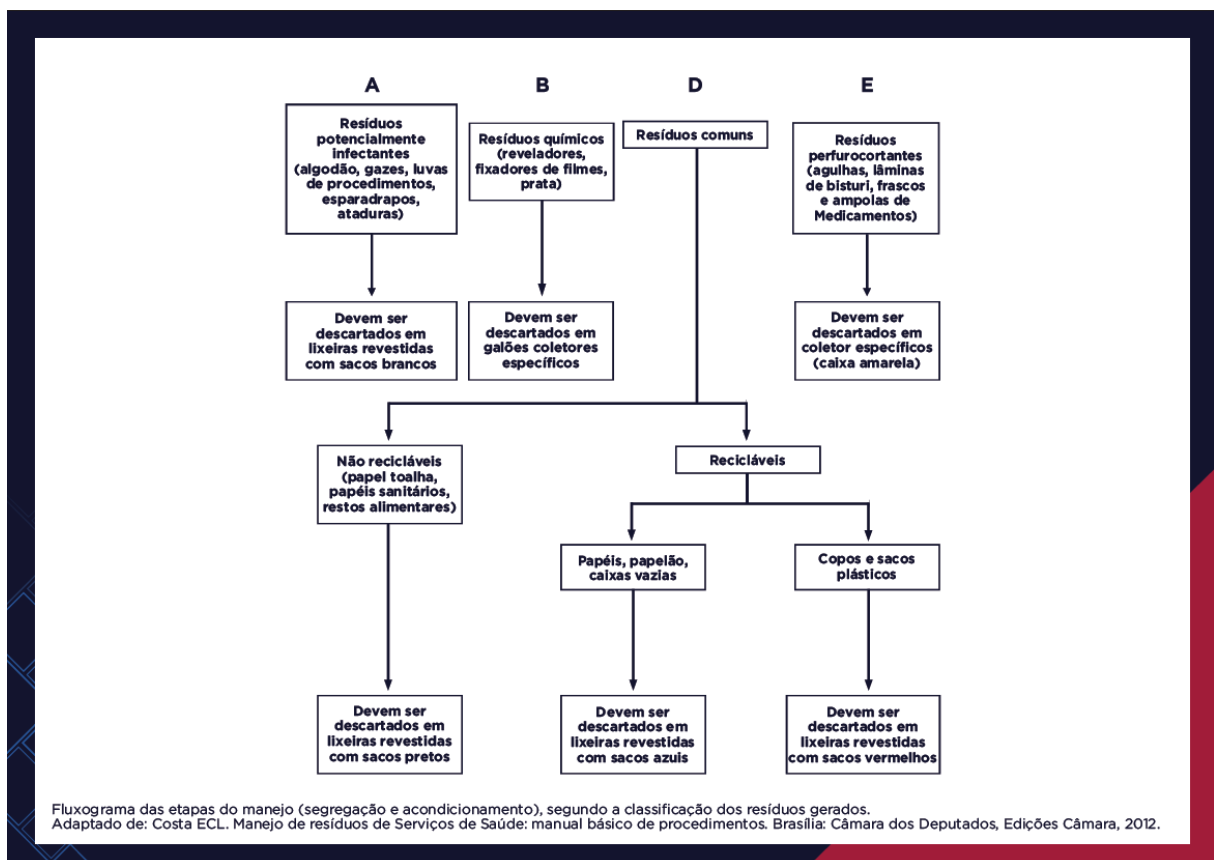 A
B
D
E
Resíduos
potencialmente
infectantes
(algodão, gazes, luvas
de procedimentos,
esparadrapos,
ataduras)
Resíduos químicos
(reveladores,
fixadores de filmes,
prata)
Resíduos comuns
Resíduos
perfurocortantes
(agulhas, lâminas
de bisturi, frascos
e ampolas de
Medicamentos)
Devem ser
descartados em
lixeiras revestidas
com sacos brancos
Devem ser
descartados em
galões coletores
específicos
Devem ser
descartados em
coletor específicos
(caixa amarela)
Não recicláveis
(papel toalha,
papéis sanitários,
restos alimentares)
Recicláveis
Papéis, papelão,
caixas vazias
Copos e sacos
plásticos
Devem ser
descartados em
lixeiras revestidas
com sacos pretos
Devem ser
descartados em
lixeiras revestidas
com sacos azuis
Devem ser
descartados em
lixeiras revestidas
com sacos vermelhos
Fluxograma das etapas do manejo (segregação e acondicionamento), segundo a classificação dos resíduos gerados.
Adaptado de: Costa ECL. Manejo de resíduos de Serviços de Saúde: manual básico de procedimentos. Brasília: Câmara dos Deputados, Edições Câmara, 2012.